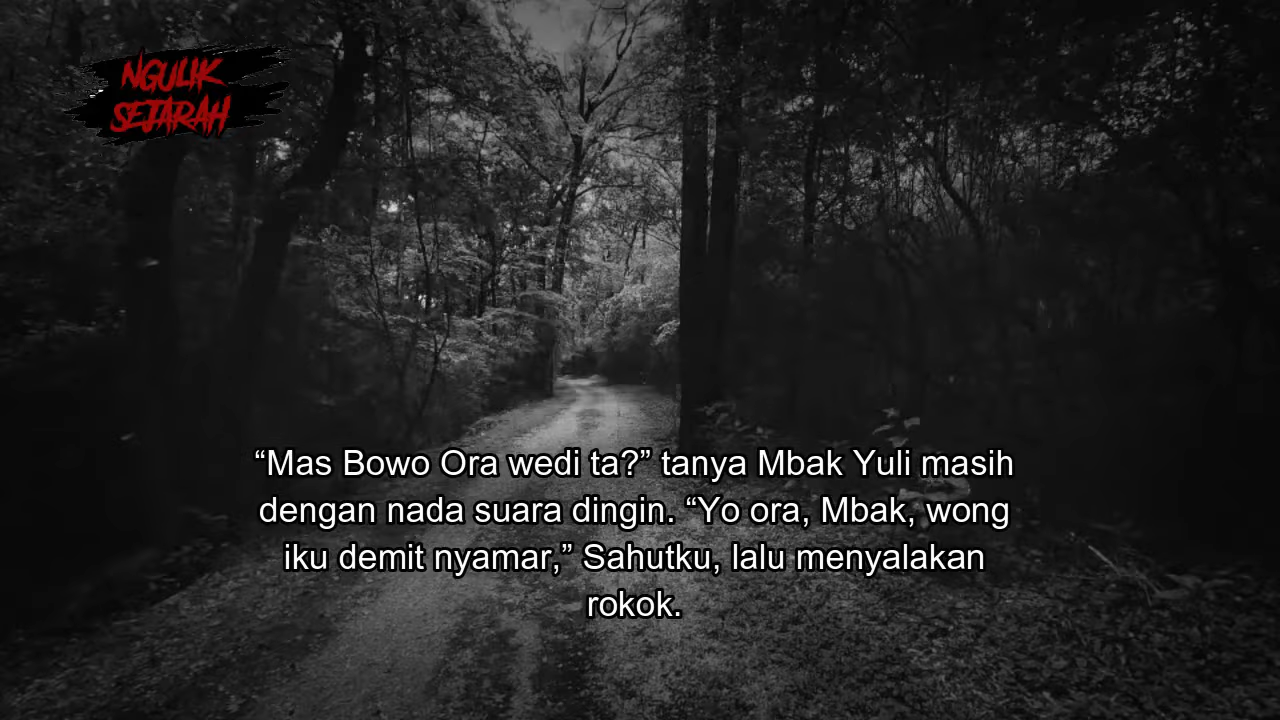 NGULIK
SEJARAH
“Mas Bowo Ora wedi ta?” tanya Mbak Yuli masih
dengan nada suara dingin. “Yo ora, Mbak, wong
iku demit nyamar,” Sahutku, lalu menyalakan
rokok.